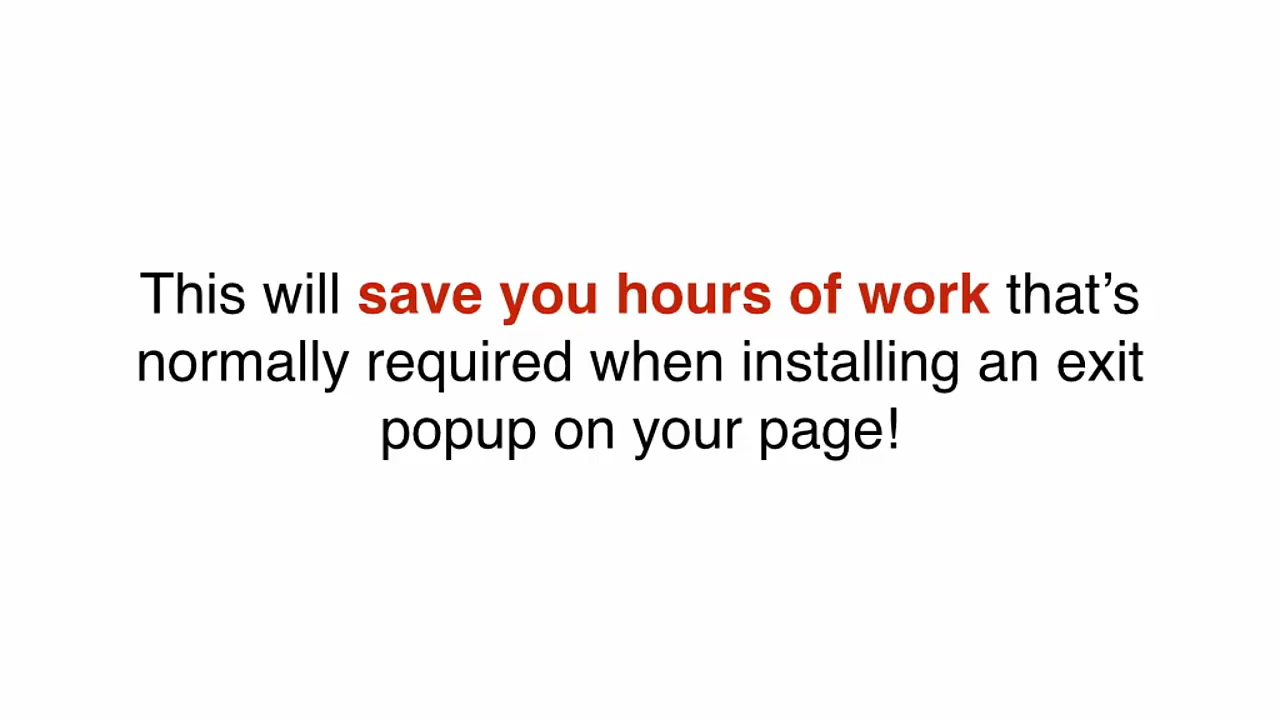 This will save you hours of work that’s
normally required when installing an exit
popup on your page!